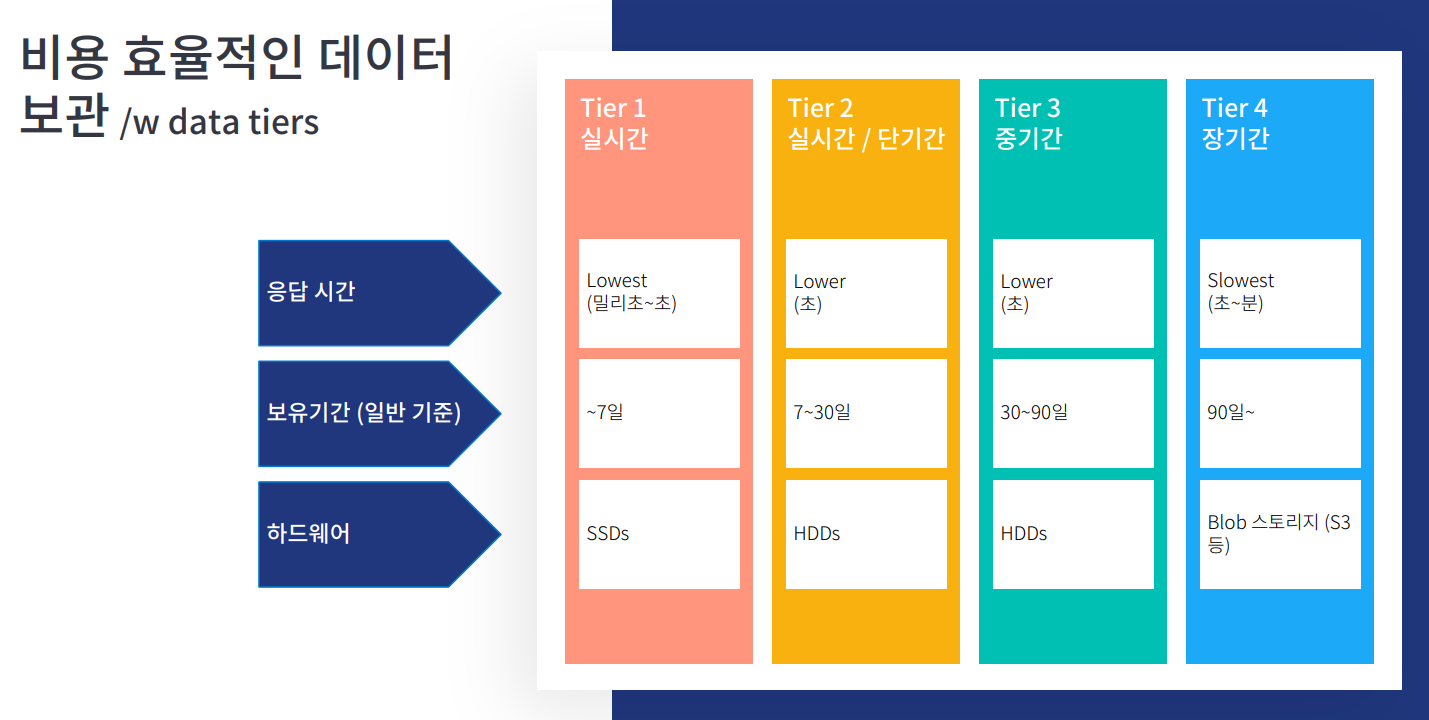 비용 효율적인 데이터
보관 /w data tiers
Tier 1
실시간
Tier 2
실시간 / 단기간
Tier 3
중기간
Tier 4
장기간
응답 시간
Lowest
(밀리초~초)
Lower
(초)
Lower
(초)
Slowest
(초~분)
보유기간 (일반 기준)
~7일
7~30일
30~90일
90일~
하드웨어
SSDs
HDDs
HDDs
Blob 스토리지 (S3
등)